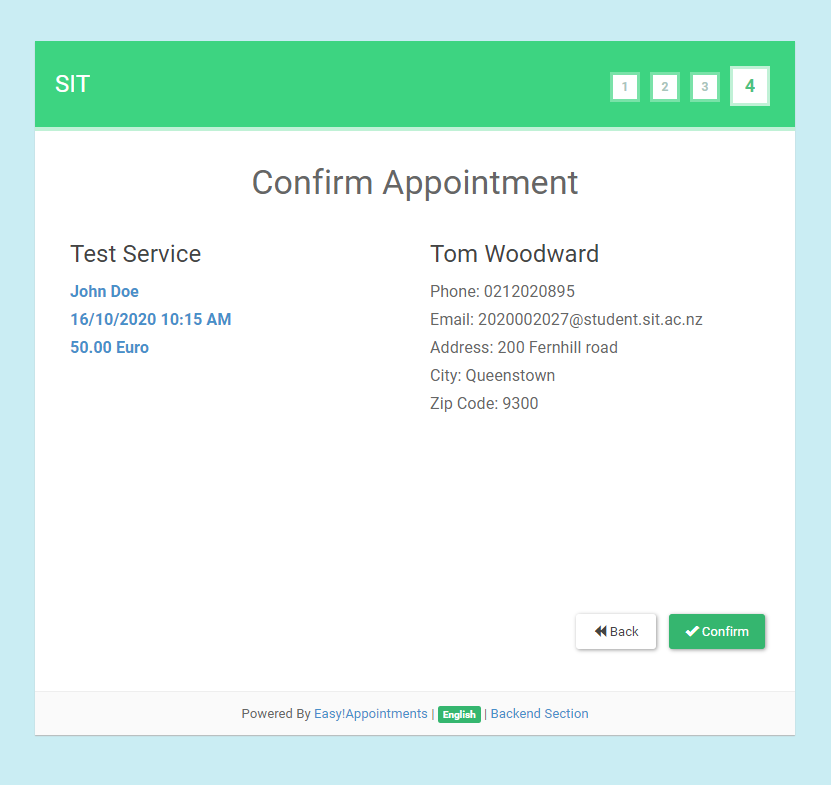 SIT
1 2 3 4
Confirm Appointment
Test Service
John Doe
16/10/2020 10:15 AM
50.00 Euro
Tom Woodward
Phone: 0212020895
Email: 2020002027@student.sit.ac.nz
Address: 200 Fernhill road
City: Queenstown
Zip Code: 9300
Back
Confirm
Powered By Easy!Appointments | English | Backend Section